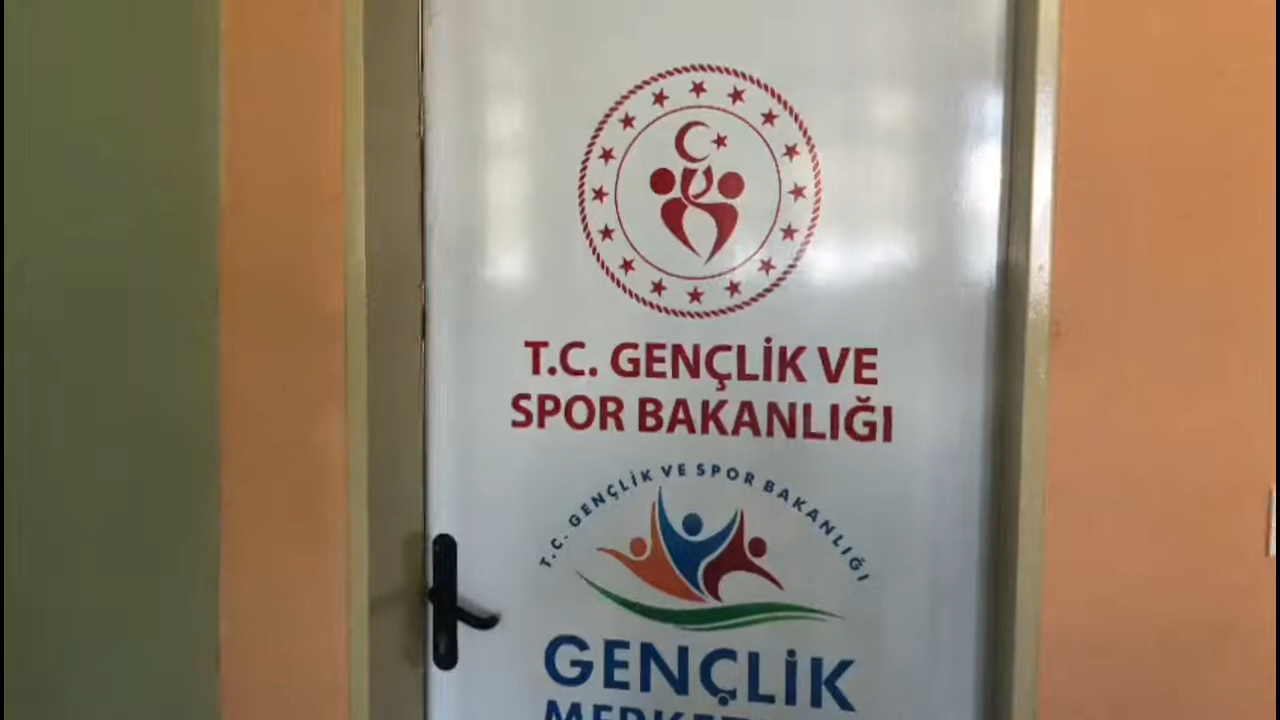 T.C. GENÇLİK VE
SPOR BAKANLIĞI
T.C. GENÇLİK VE SPOR BAKANLIĞI
GENÇLİK